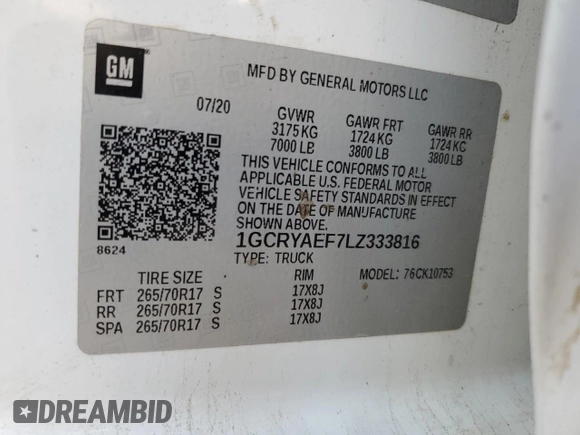 GM
MFD BY GENERAL MOTORS LLC
07/20 GVWR GAWR FRT GAWR RR
3175 KG 1724 KG 1724 KG
7000 LB 3800 LB 3800 LB
THIS VEHICLE CONFORMS TO ALL
APPLICABLE U.S. FEDERAL MOTOR
VEHICLE SAFETY STANDARDS IN EFFECT
ON THE DATE OF MANUFACTURE
SHOWN ABOVE.
8624
1GCRYAEF7LZ333816
TYPE: TRUCK MODEL: 76CK10753
TIRE SIZE RIM
FRT 265/70R17 S 17X8J
RR 265/70R17 S 17X8J
SPA 265/70R17 S 17X8J
DREAMBID